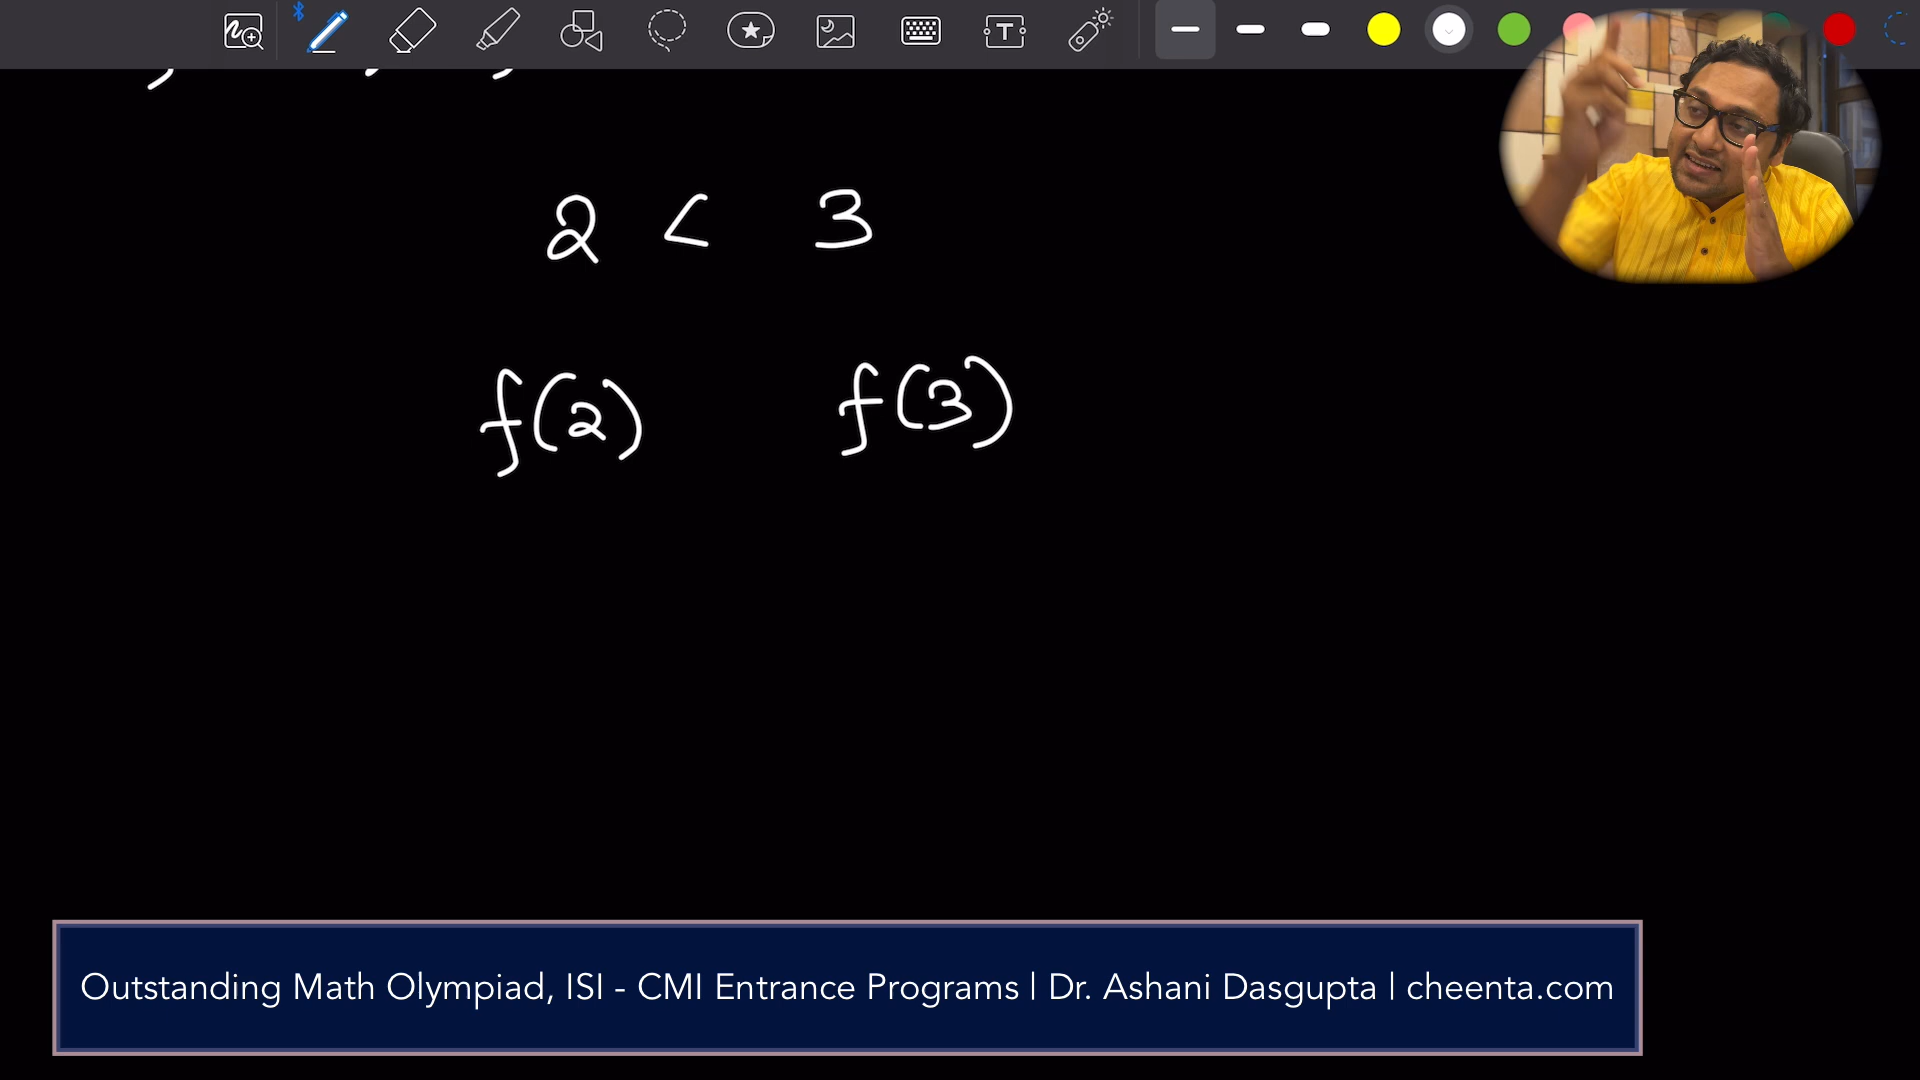 2 < 3
f(2) f(3)
Outstanding Math Olympiad, ISI - CMI Entrance Programs | Dr. Ashani Dasgupta | cheenta.com